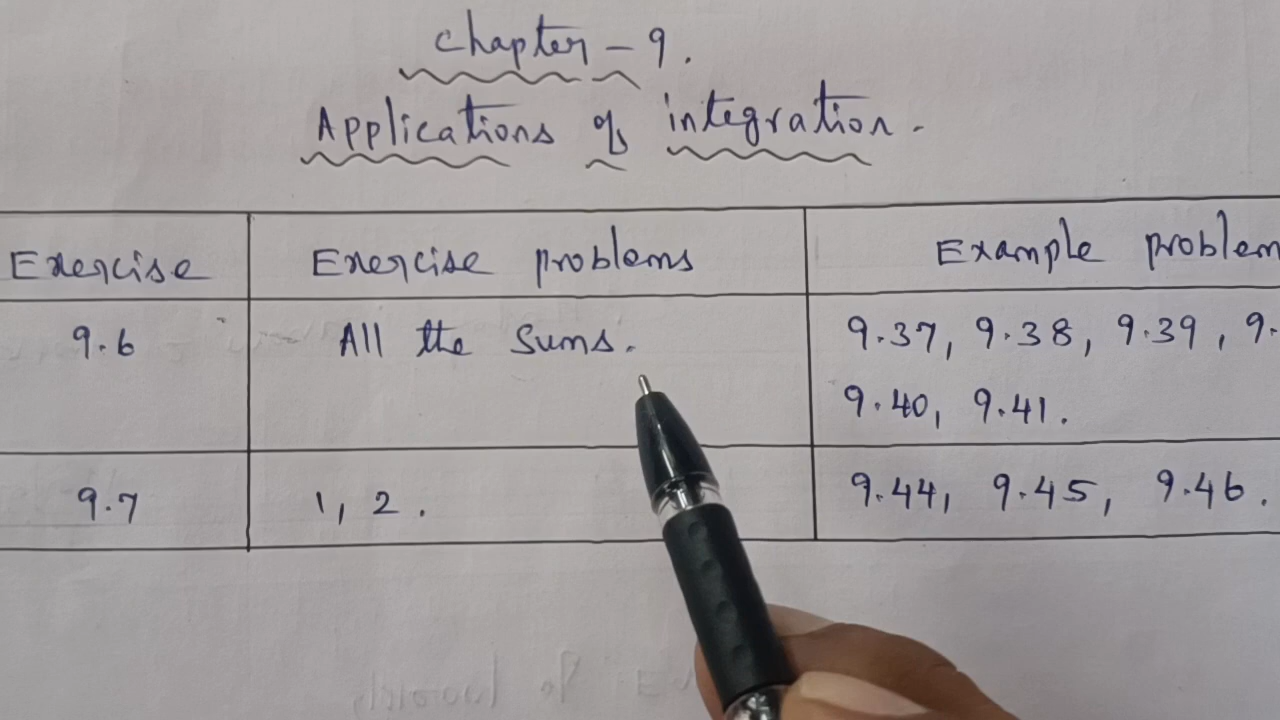 Chapter - 9.
Applications of integration.
Exercise Exercise problems Example problem
9.6 All the Sums. 9.37, 9.38, 9.39, 9.
9.40, 9.41.
9.7 1, 2. 9.44, 9.45, 9.46.